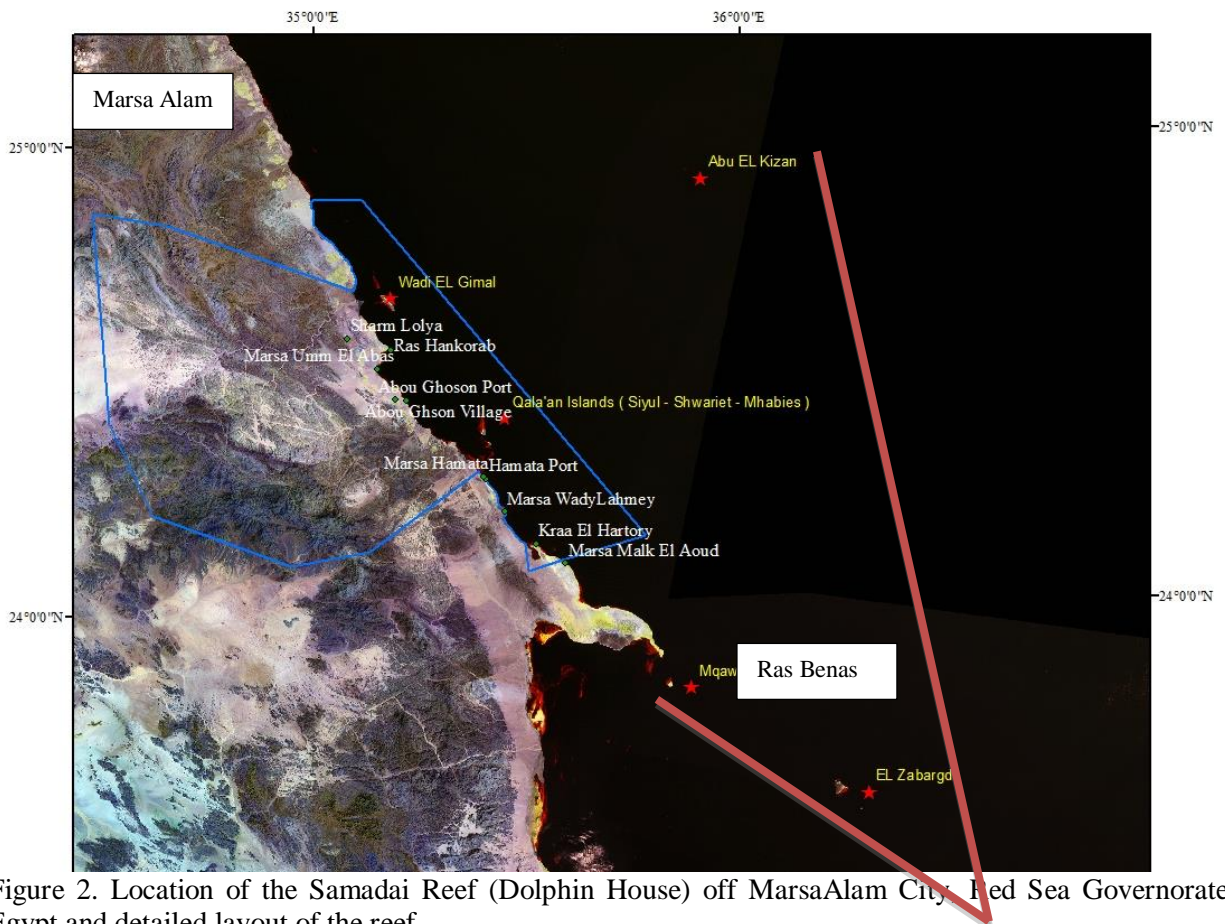 35°0'0"E
36°0'0"E
Marsa Alam
25°0'0"N
25°0'0"N
Abu EL Kizan
Wadi EL Gimal
Sharm Lolya
Ras Hankorab
Marsa Umm El Abas
Abou Ghoson Port
Qala'an Islands ( Siyul - Shwariet - Mhabies )
Abou Ghson Village
Marsa Hamata
Hamata Port
Marsa WadyLahmey
Kraa El Hartory
Marsa Malk El Aoud
24°0'0"N
24°0'0"N
Mqaw
Ras Benas
EL Zabargd
Figure 2. Location of the Samadai Reef (Dolphin House) off MarsaAlam City, Red Sea Governorate
Egypt and detailed layout of the reef